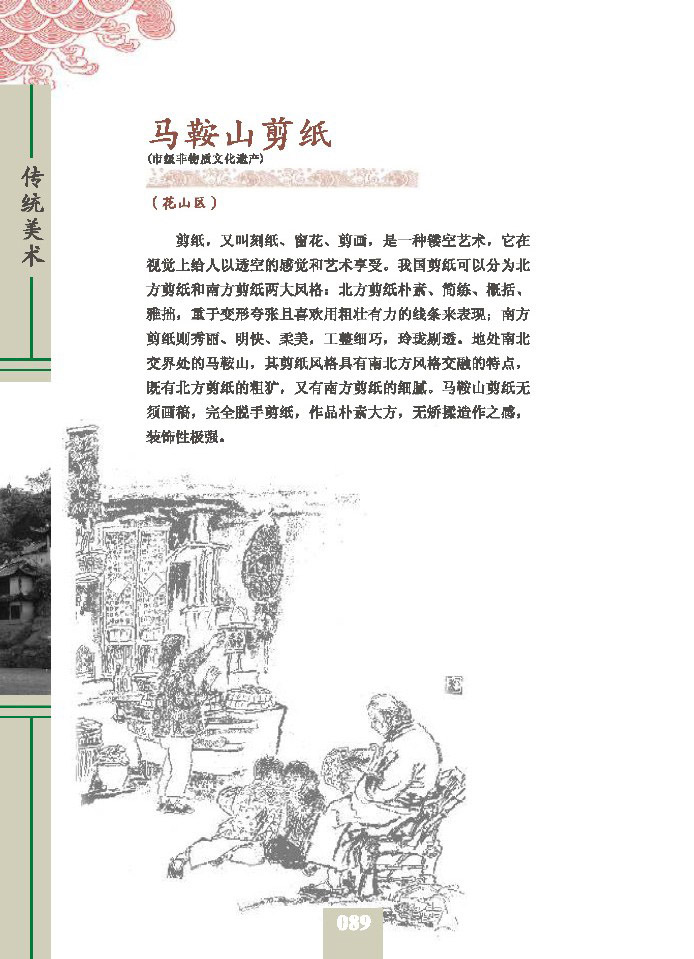 马鞍山剪纸
(市级非物质文化遗产)
(花山区)
传统美术
剪纸，又叫刻纸、窗花、剪画，是一种镂空艺术，它在
视觉上给人以透空的感觉和艺术享受。我国剪纸可以分为北
方剪纸和南方剪纸两大风格：北方剪纸朴素、简练、概括、
雅拙，重于变形夸张且喜欢用粗壮有力的线条来表现；南方
剪纸则秀丽、明快、柔美，工整细巧，玲珑剔透。地处南北
交界处的马鞍山，其剪纸风格具有南北方风格交融的特点，
既有北方剪纸的粗犷，又有南方剪纸的细腻。马鞍山剪纸无
须画稿，完全脱手剪纸，作品朴素大方，无矫揉造作之感，
装饰性极强。
089